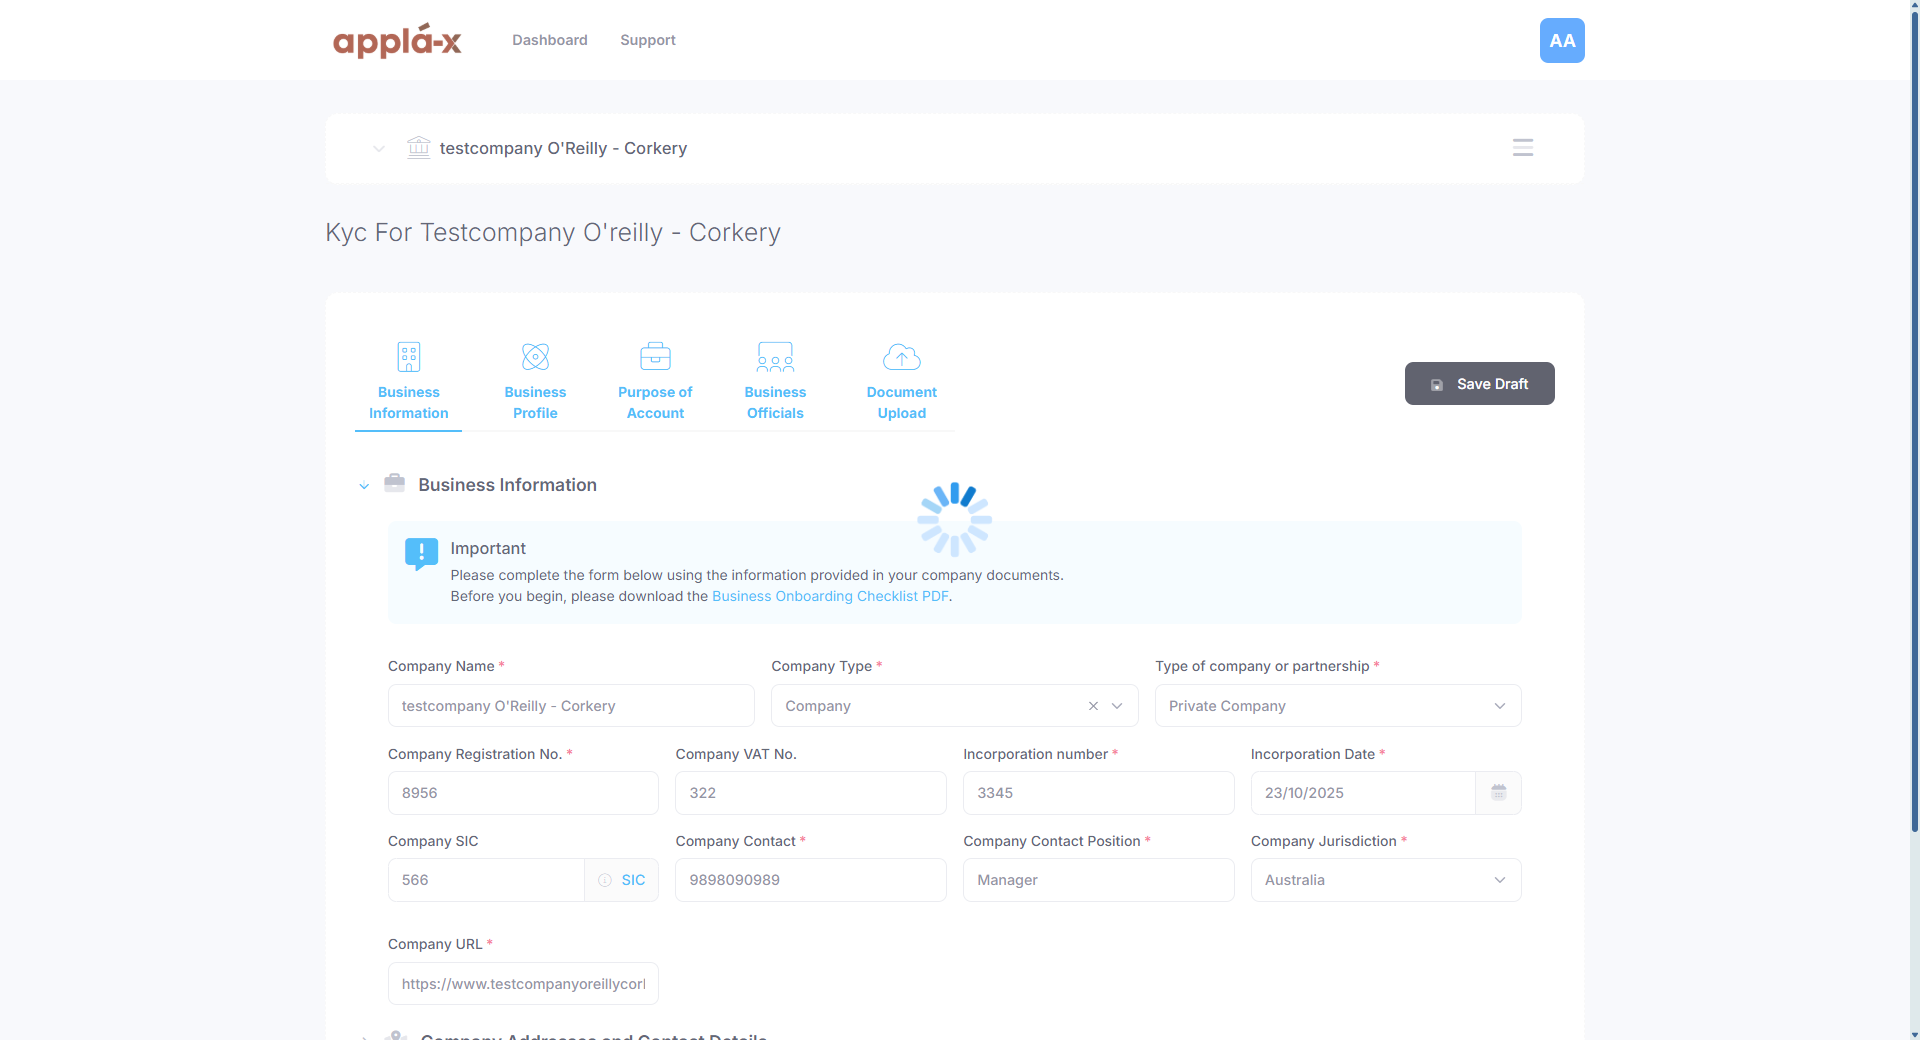 applá-x
Dashboard
Support
AA
testcompany O'Reilly - Corkery
Kyc For Testcompany O'reilly - Corkery
Business Information
Business Profile
Purpose of Account
Business Officials
Document Upload
Save Draft
Business Information
Important
Please complete the form below using the information provided in your company documents.
Before you begin, please download the Business Onboarding Checklist PDF.
Company Name *
Company Type *
Type of company or partnership *
testcompany O'Reilly - Corkery
Company
Private Company
Company Registration No. *
Company VAT No.
Incorporation number *
Incorporation Date *
8956
322
3345
23/10/2025
Company SIC
Company Contact *
Company Contact Position *
Company Jurisdiction *
566
SIC
9898090989
Manager
Australia
Company URL *
https://www.testcompanyoreillycorl
Company Addresses and Contact Details